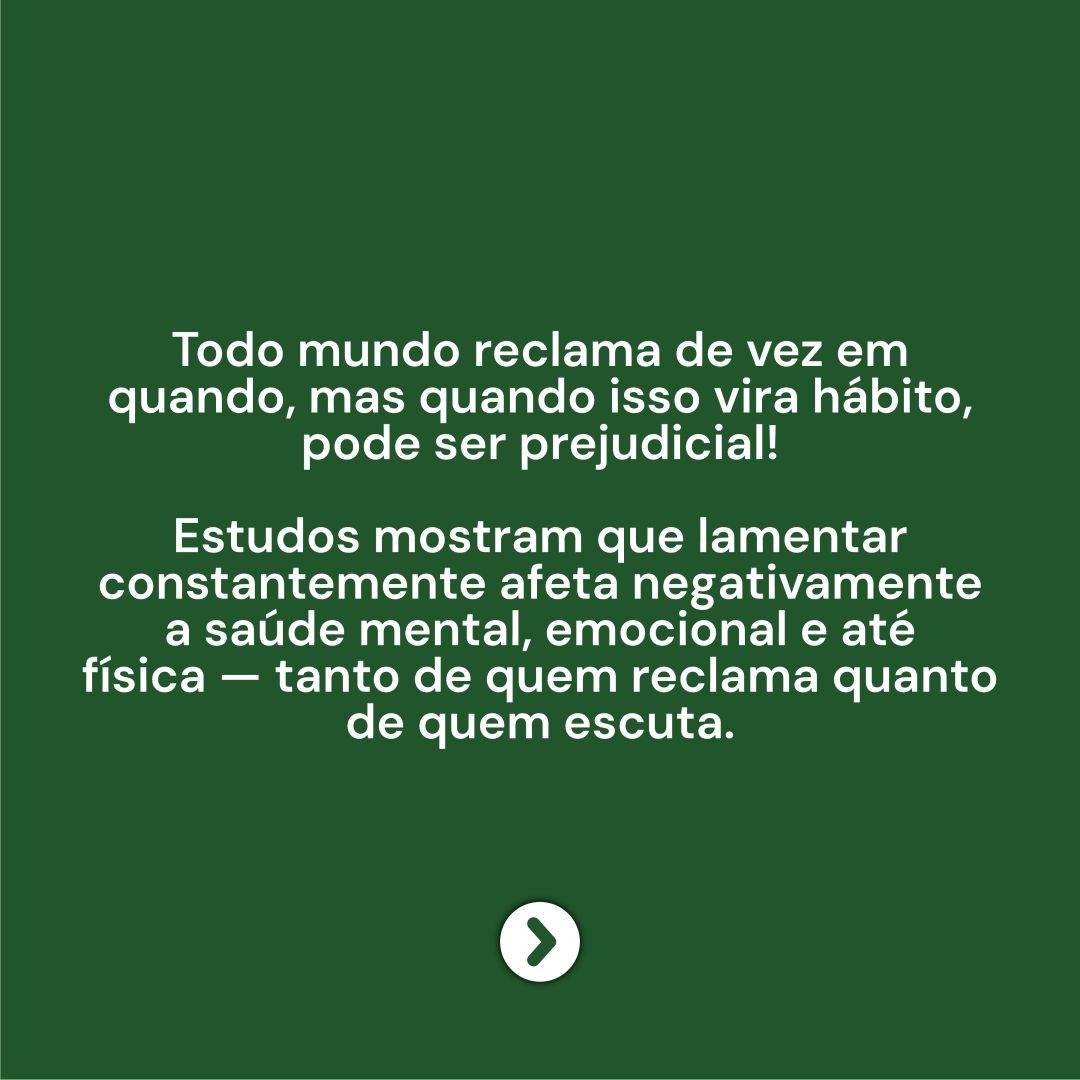 Todo mundo reclama de vez em
quando, mas quando isso vira hábito,
pode ser prejudicial!
Estudos mostram que lamentar
constantemente afeta negativamente
a saúde mental, emocional e até
física — tanto de quem reclama quanto
de quem escuta.